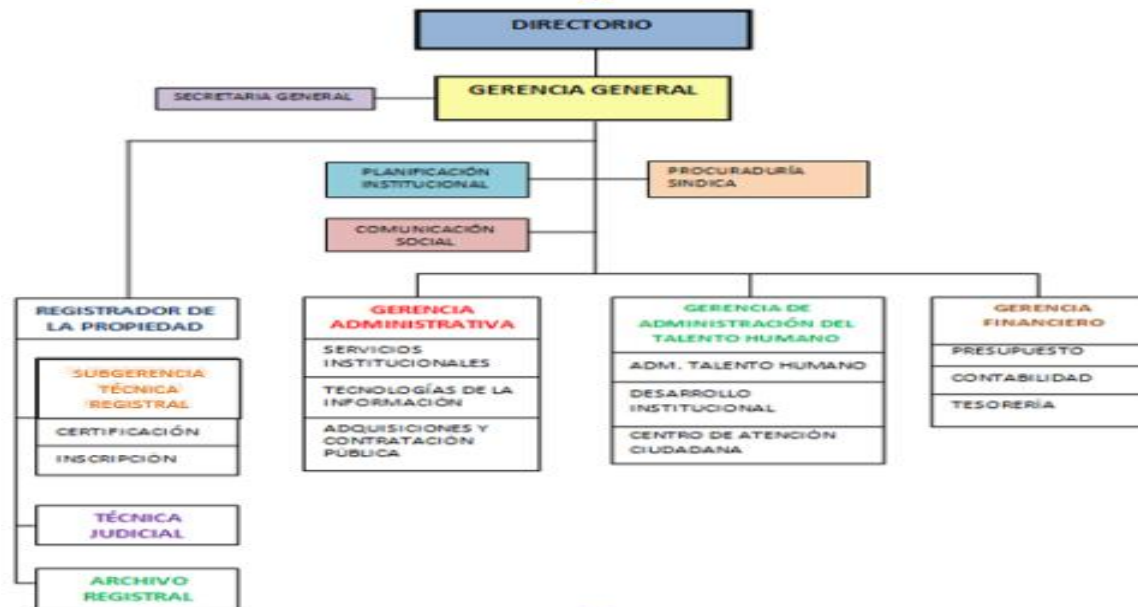 DIRECTORIO
GERENCIA GENERAL
SECRETARIA GENERAL
PLANIFICACIÓN
INSTITUCIONAL
PROCURADURÍA
SINDICA
COMUNICACIÓN
SOCIAL
REGISTRADOR DE
LA PROPIEDAD
SUBGERENCIA
TÉCNICA
REGISTRAL
CERTIFICACIÓN
INSCRIPCIÓN
TÉCNICA
JUDICIAL
ARCHIVO
REGISTRAL
GERENCIA
ADMINISTRATIVA
SERVICIOS
INSTITUCIONALES
TECNOLOGÍAS DE LA
INFORMACIÓN
ADQUISICIONES Y
CONTRATACIÓN
PÚBLICA
GERENCIA DE
ADMINISTRACIÓN DEL
TALENTO HUMANO
ADM. TALENTO HUMANO
DESARROLLO
INSTITUCIONAL
CENTRO DE ATENCIÓN
CIUDADANA
GERENCIA
FINANCIERO
PRESUPUESTO
CONTABILIDAD
TESORERÍA